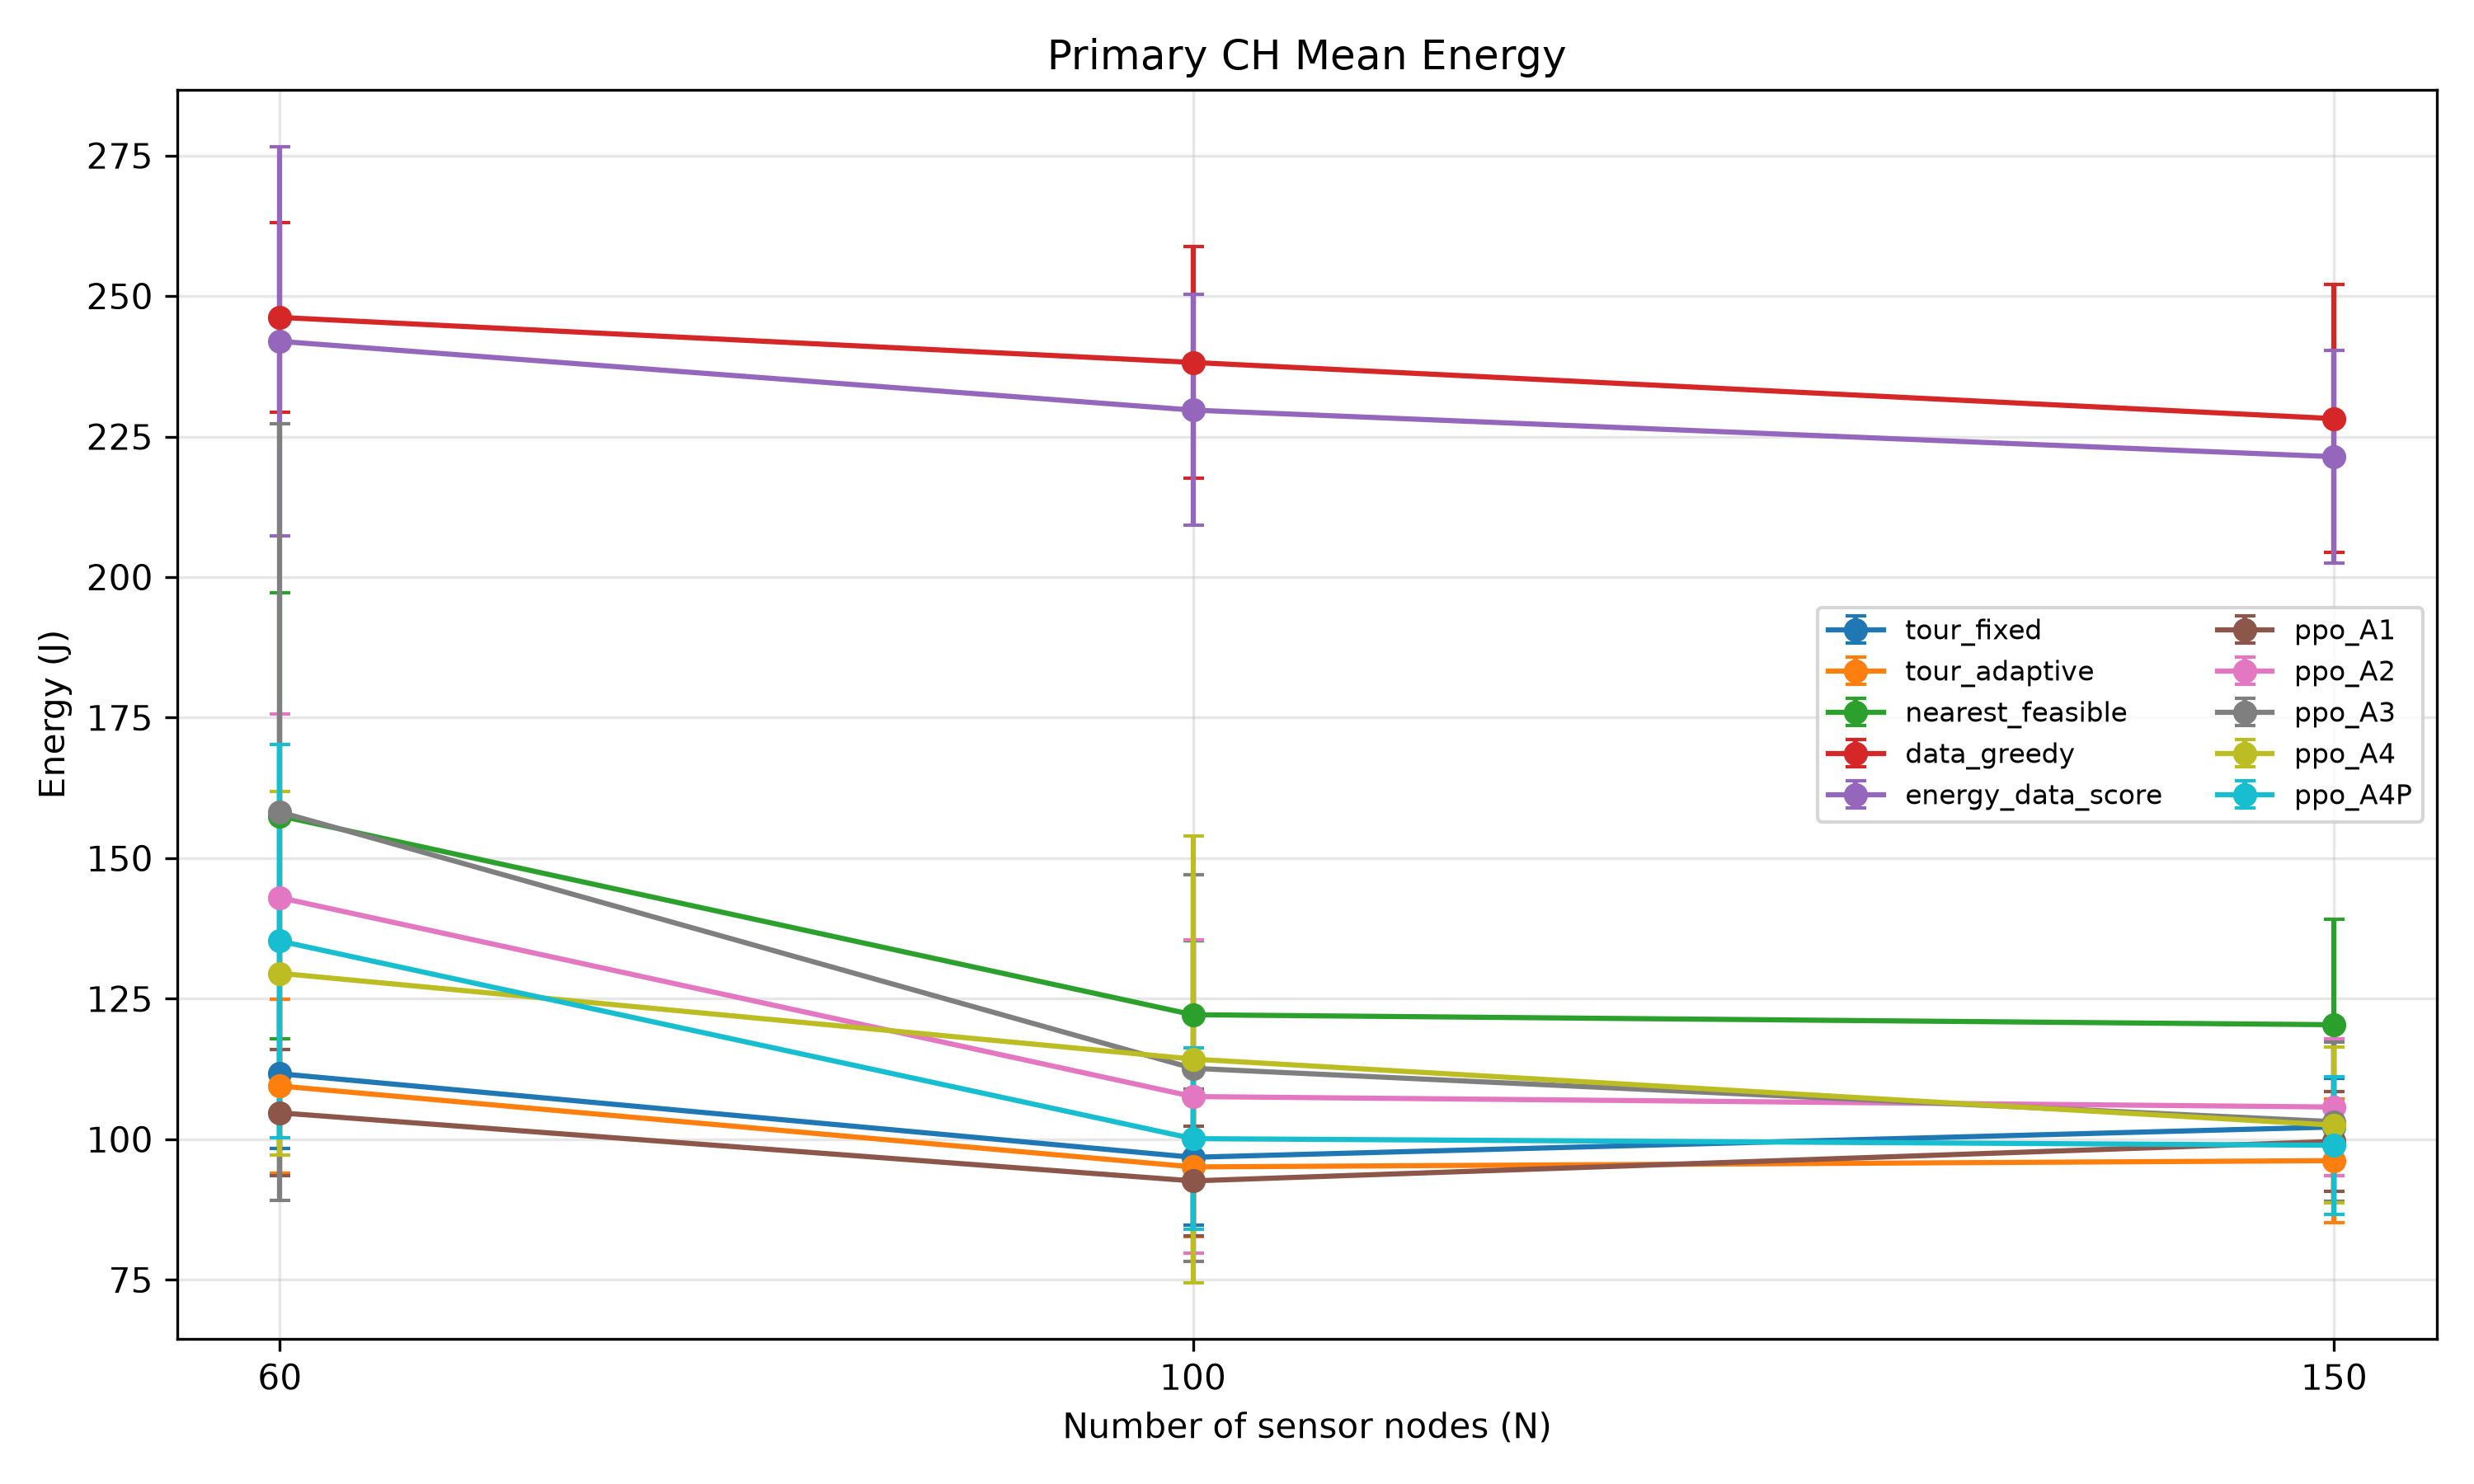 Primary CH Mean Energy
Energy (J)
275
250
225
200
175
150
125
100
75
tour_fixed
tour_adaptive
nearest_feasible
data_greedy
energy_data_score
ppo_A1
ppo_A2
ppo_A3
ppo_A4
ppo_A4P
60
100
150
Number of sensor nodes (N)